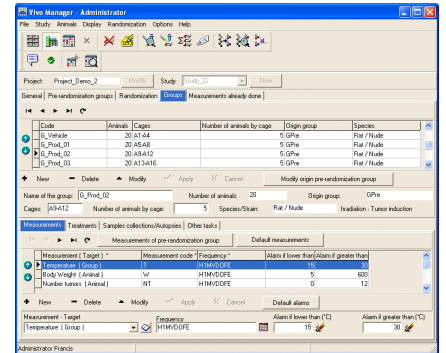 Vivo Manager - Administrator
File Study Animals Display Randomization Options Help
Project: Project_Demo_2 Modify Study: Study_22 New
General Pre-randomization groups Randomization Groups Measurements already done
Code Animals Cages Number of animals by cage Origin group Species
G_Vehicle 20 A1-A4 5 GPre Rat / Nude
G_Prod_01 20 A5-A8 5 GPre Rat / Nude
G_Prod_02 20 A9-A12 5 GPre Rat / Nude
G_Prod_03 20 A13-A16 5 GPre Rat / Nude
New Delete Modify Apply Cancel Modify origin pre-randomization group
Name of the group: G_Prod_02 Number of animals: 20 Origin group: GPre
Cages: A9-A12 Number of animals by cage: 5 Species/Strain: Rat / Nude Irradiation - Tumor induction
Measurements Treatments Samples collections/Autopsies Other tasks
Measurements of pre-randomization group Default measurements
Measurement ( Target ) * Measurement code * Frequency * Alarm if lower than Alarm if greater than
Temperature ( Group ) T H1MVDOFE 15 30
Body Weight ( Animal ) W H1MVDOFE 5 600
Number tumors ( Animal ) NT H1MVDOFE 0 12
New Delete Modify Apply Cancel Default alarms
Measurement - Target Frequency Alarm if lower than (°C) Alarm if greater than (°C)
Temperature ( Group ) H1MVDOFE 15 30
Administrator Francis